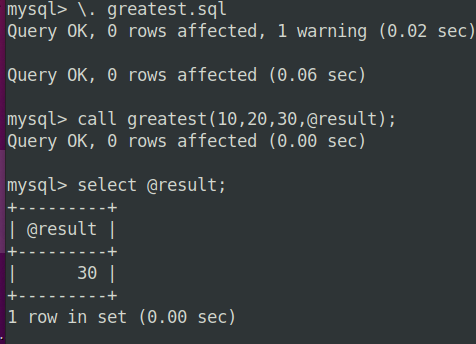 mysql> \. greatest.sql
Query OK, 0 rows affected, 1 warning (0.02 sec)
Query OK, 0 rows affected (0.06 sec)
mysql> call greatest(10,20,30,@result);
Query OK, 0 rows affected (0.00 sec)
mysql> select @result;
+---------+
| @result |
+---------+
|      30 |
+---------+
1 row in set (0.00 sec)